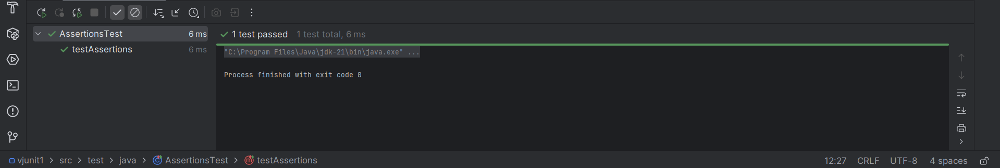 AssertionsTest 6 ms
testAssertions 6 ms
1 test passed 1 test total, 6 ms
"C:\Program Files\Java\jdk-21\bin\java.exe" ...
Process finished with exit code 0
vjunit1 > src > test > java > AssertionsTest > testAssertions
12:27 CRLF UTF-8 4 spaces